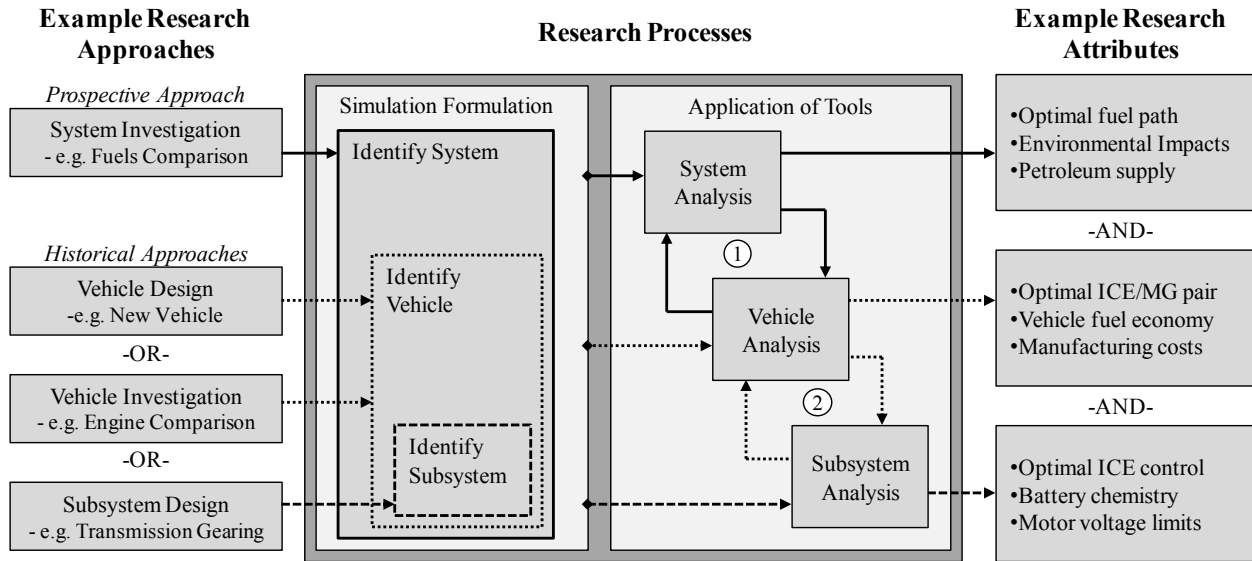 Example Research
Approaches
Research Processes
Example Research
Attributes
Prospective Approach
System Investigation
- e.g. Fuels Comparison
Historical Approaches
Vehicle Design
-e.g. New Vehicle
-OR-
Vehicle Investigation
- e.g. Engine Comparison
-OR-
Subsystem Design
- e.g. Transmission Gearing
Simulation Formulation
Identify System
Identify
Vehicle
Identify
Subsystem
Application of Tools
System
Analysis
1
Vehicle
Analysis
2
Subsystem
Analysis
•Optimal fuel path
•Environmental Impacts
•Petroleum supply
-AND-
•Optimal ICE/MG pair
•Vehicle fuel economy
•Manufacturing costs
-AND-
•Optimal ICE control
•Battery chemistry
•Motor voltage limits